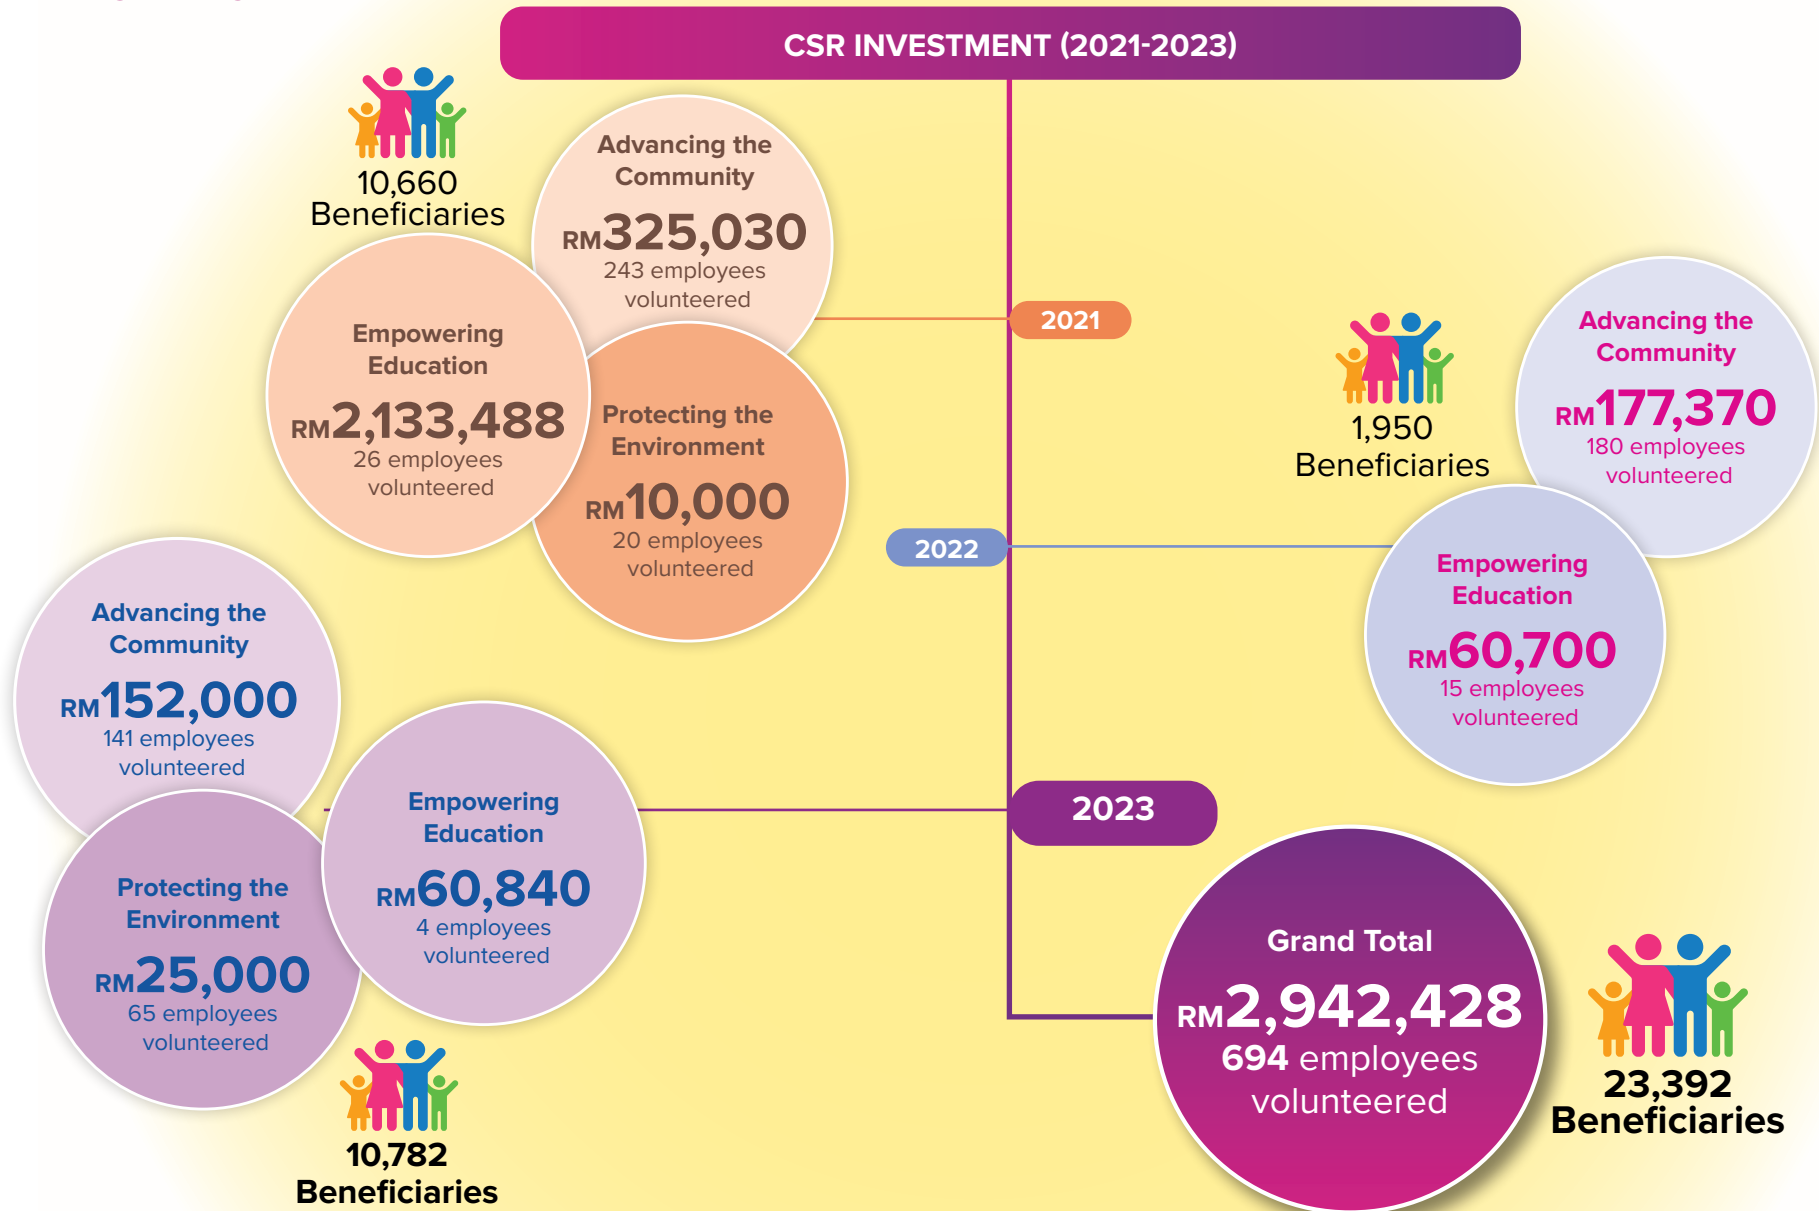 CSR INVESTMENT (2021-2023)
10,660
Beneficiaries
Advancing the
Community
RM325,030
243 employees
volunteered
Empowering
Education
RM2,133,488
26 employees
volunteered
Protecting the
Environment
RM10,000
20 employees
volunteered
2021
1,950
Beneficiaries
Advancing the
Community
RM177,370
180 employees
volunteered
2022
Empowering
Education
RM60,700
15 employees
volunteered
Advancing the
Community
RM152,000
141 employees
volunteered
Empowering
Education
RM60,840
4 employees
volunteered
Protecting the
Environment
RM25,000
65 employees
volunteered
2023
10,782
Beneficiaries
Grand Total
RM2,942,428
694 employees
volunteered
23,392
Beneficiaries